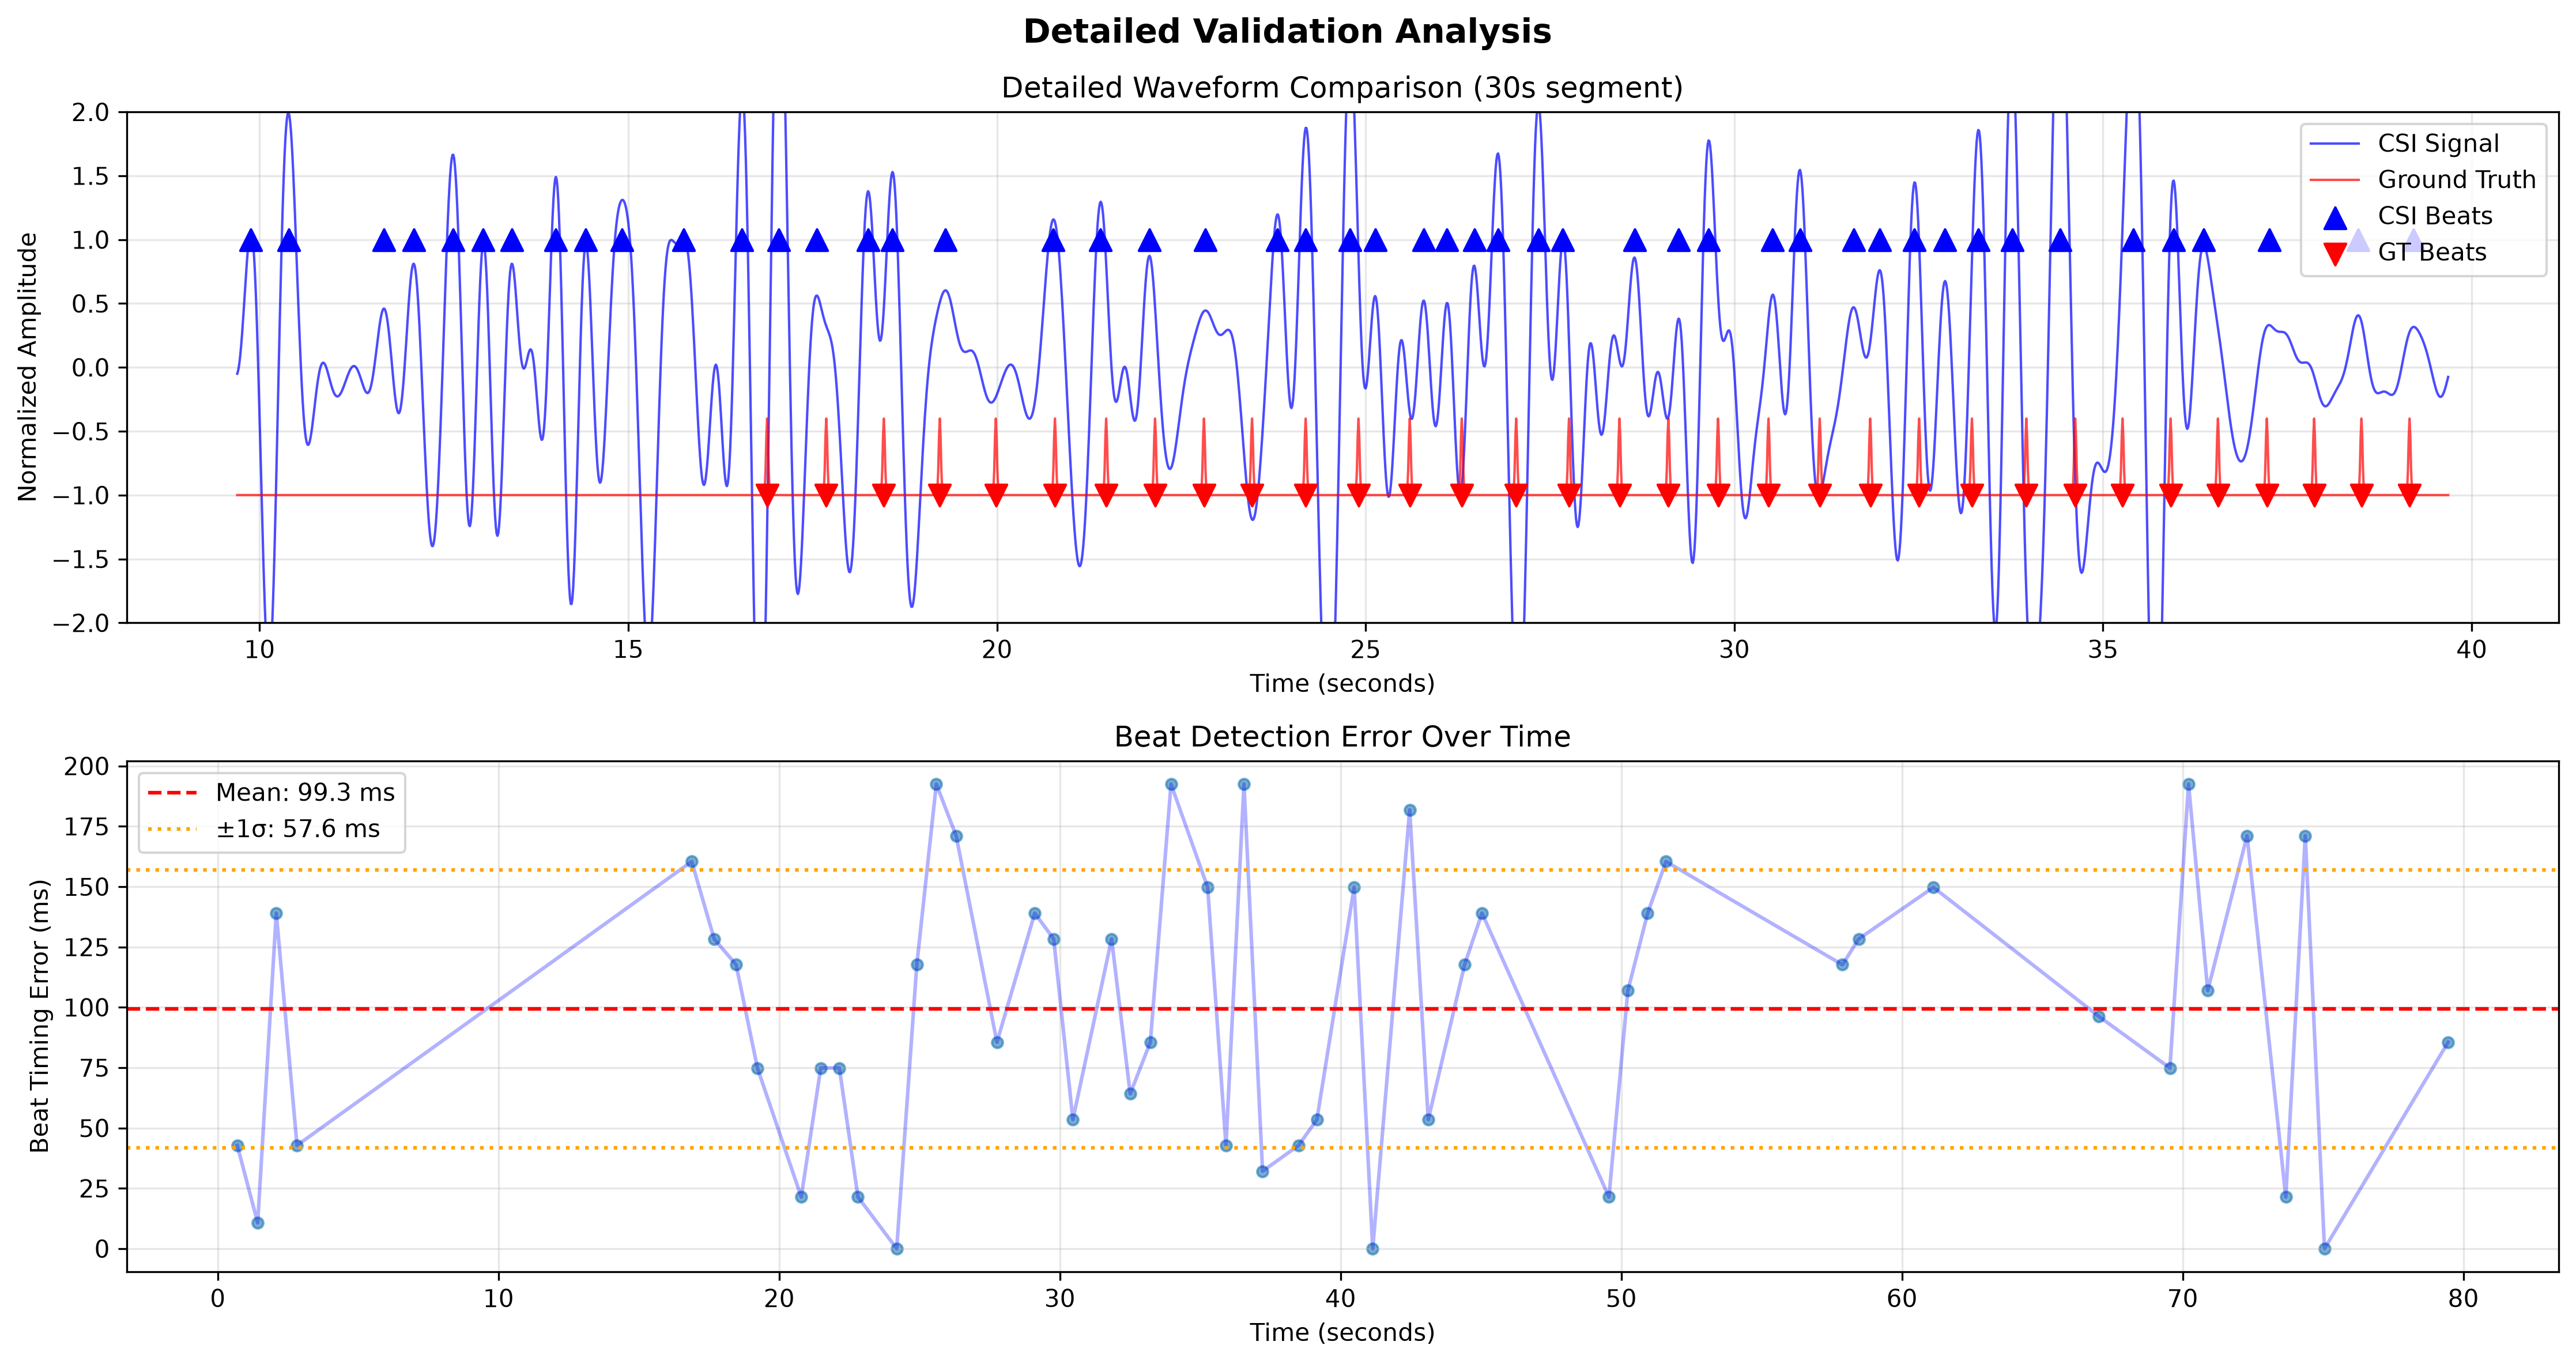 Detailed Validation Analysis
Detailed Waveform Comparison (30s segment)
Normalized Amplitude
2.0
1.5
1.0
0.5
0.0
−0.5
−1.0
−1.5
−2.0
CSI Signal
Ground Truth
CSI Beats
GT Beats
10 15 20 25 30 35 40
Time (seconds)
Beat Detection Error Over Time
Beat Timing Error (ms)
200
175
150
125
100
75
50
25
0
Mean: 99.3 ms
±1σ: 57.6 ms
0 10 20 30 40 50 60 70 80
Time (seconds)